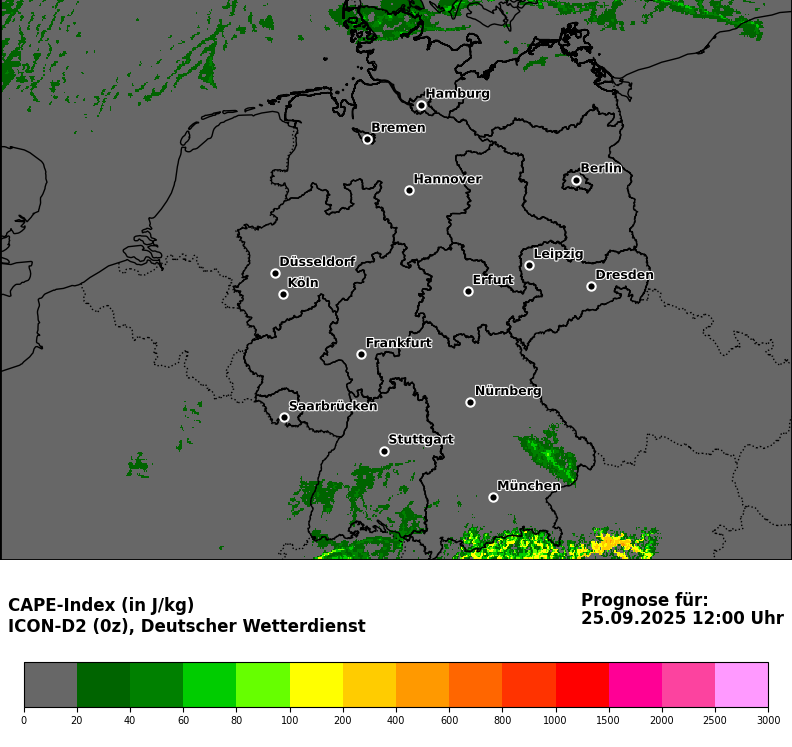 Hamburg
Bremen
Berlin
Hannover
Leipzig
Düsseldorf
Dresden
Köln
Erfurt
Frankfurt
Nürnberg
Saarbrücken
Stuttgart
München
CAPE-Index (in J/kg)
ICON-D2 (0z), Deutscher Wetterdienst
Prognose für:
25.09.2025 12:00 Uhr
0 20 40 60 80 100 200 400 600 800 1000 1500 2000 2500 3000